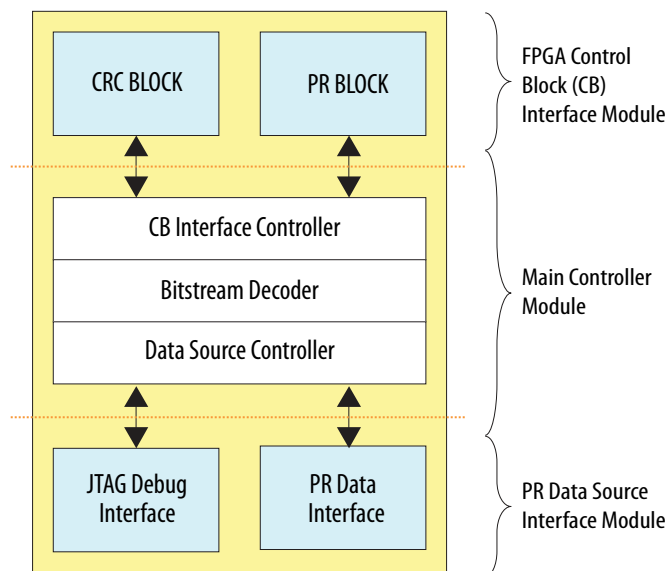 CRC BLOCK
PR BLOCK
FPGA Control
Block (CB)
Interface Module
CB Interface Controller
Bitstream Decoder
Data Source Controller
Main Controller
Module
JTAG Debug
Interface
PR Data
Interface
PR Data Source
Interface Module